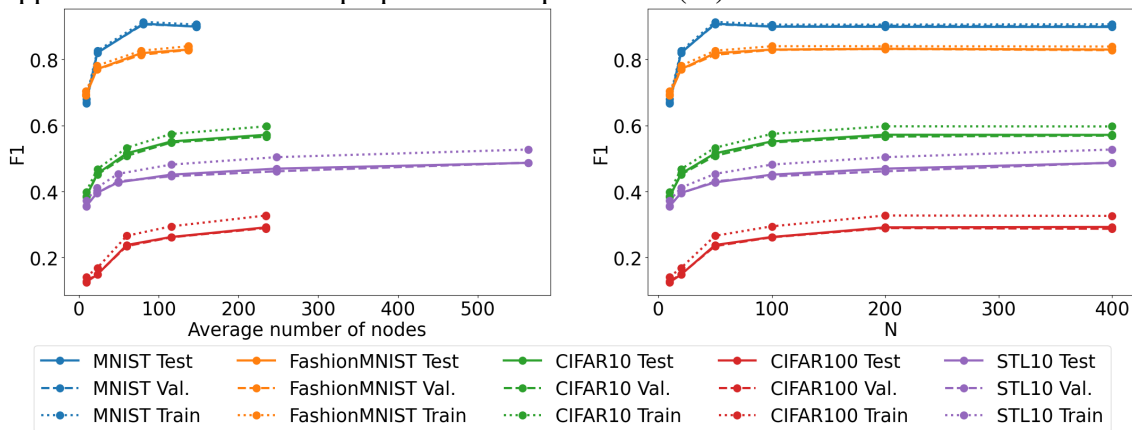 0.8
0.6
0.4
0.2
F1
0 100 200 300 400 500
Average number of nodes
0.8
0.6
0.4
0.2
F1
0 100 200 300 400
N
MNIST Test FashionMNIST Test CIFAR10 Test CIFAR100 Test STL10 Test
MNIST Val. FashionMNIST Val. CIFAR10 Val. CIFAR100 Val. STL10 Val.
MNIST Train FashionMNIST Train CIFAR10 Train CIFAR100 Train STL10 Train